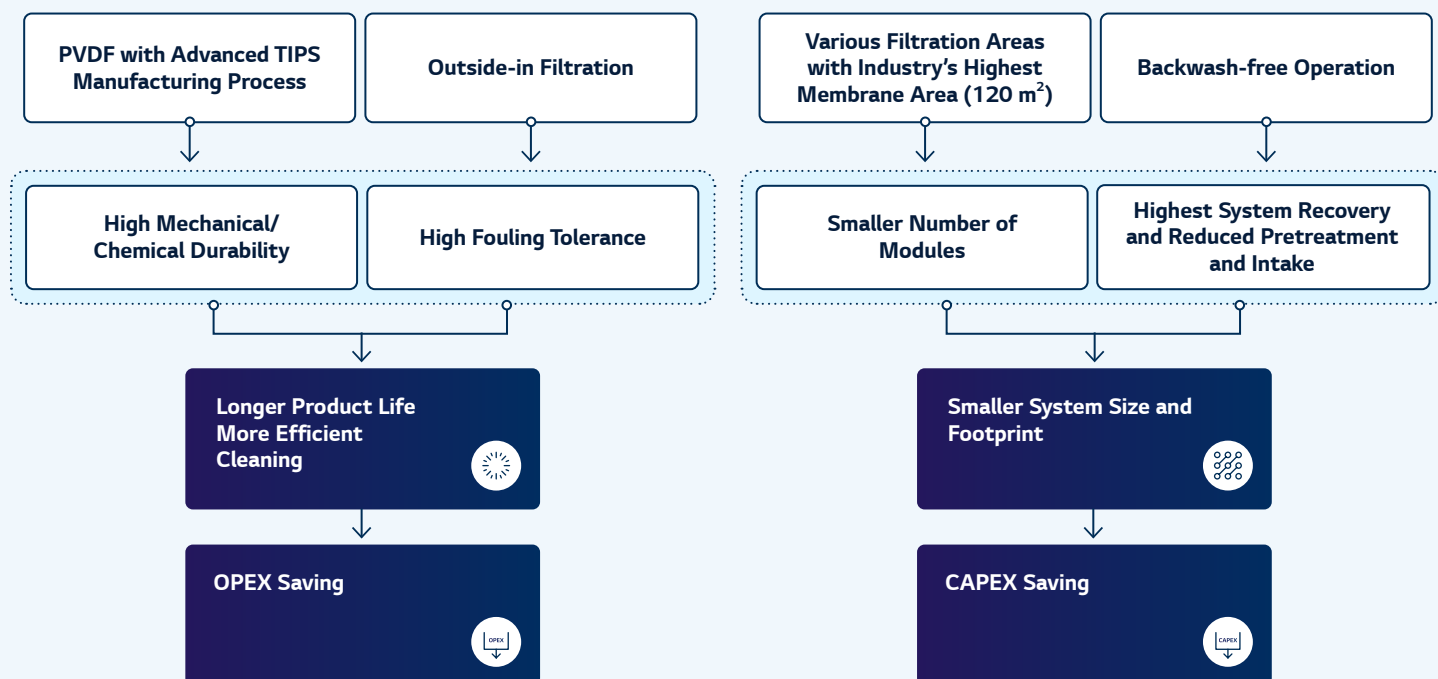 PVDF with Advanced TIPS
Manufacturing Process
Outside-in Filtration
Various Filtration Areas
with Industry's Highest
Membrane Area (120 m²)
Backwash-free Operation
High Mechanical/
Chemical Durability
High Fouling Tolerance
Smaller Number of
Modules
Highest System Recovery
and Reduced Pretreatment
and Intake
Longer Product Life
More Efficient
Cleaning
Smaller System Size and
Footprint
OPEX Saving
OPEX
CAPEX Saving
CAPEX